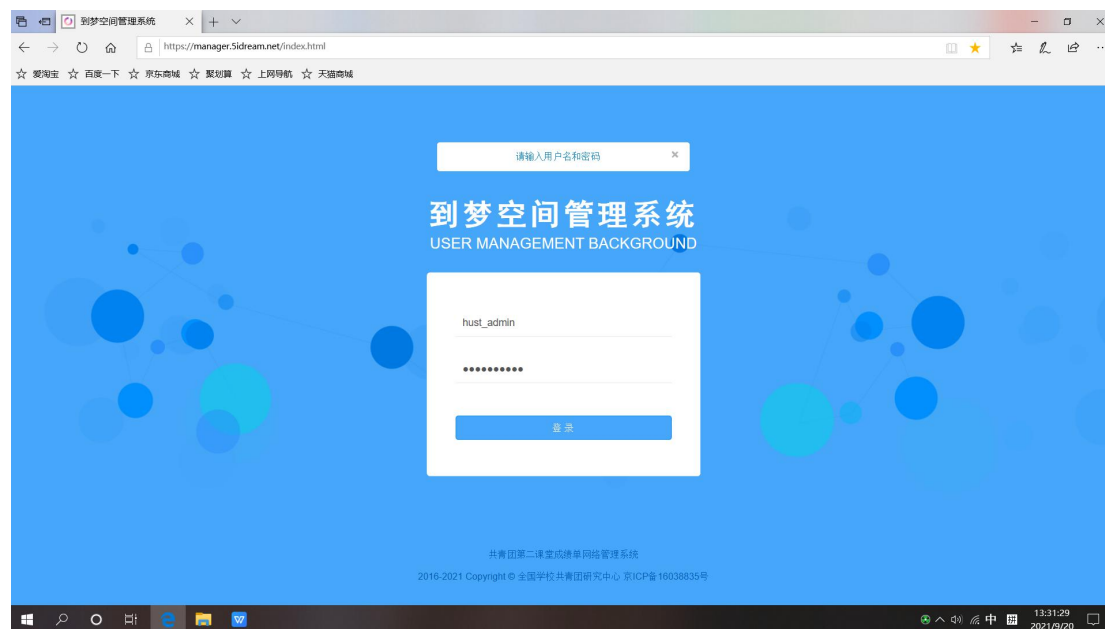 到梦空间管理系统
https://manager.5idream.net/index.html
爱淘宝 百度一下 京东商城 聚划算 上网导航 天猫商城
请输入用户名和密码
到梦空间管理系统
USER MANAGEMENT BACKGROUND
hust_admin
登录
共青团第二课堂成绩单网络管理系统
2016-2021 Copyright © 全国学校共青团研究中心 京ICP备16038835号
中 拼 13:31:29
2021/9/20